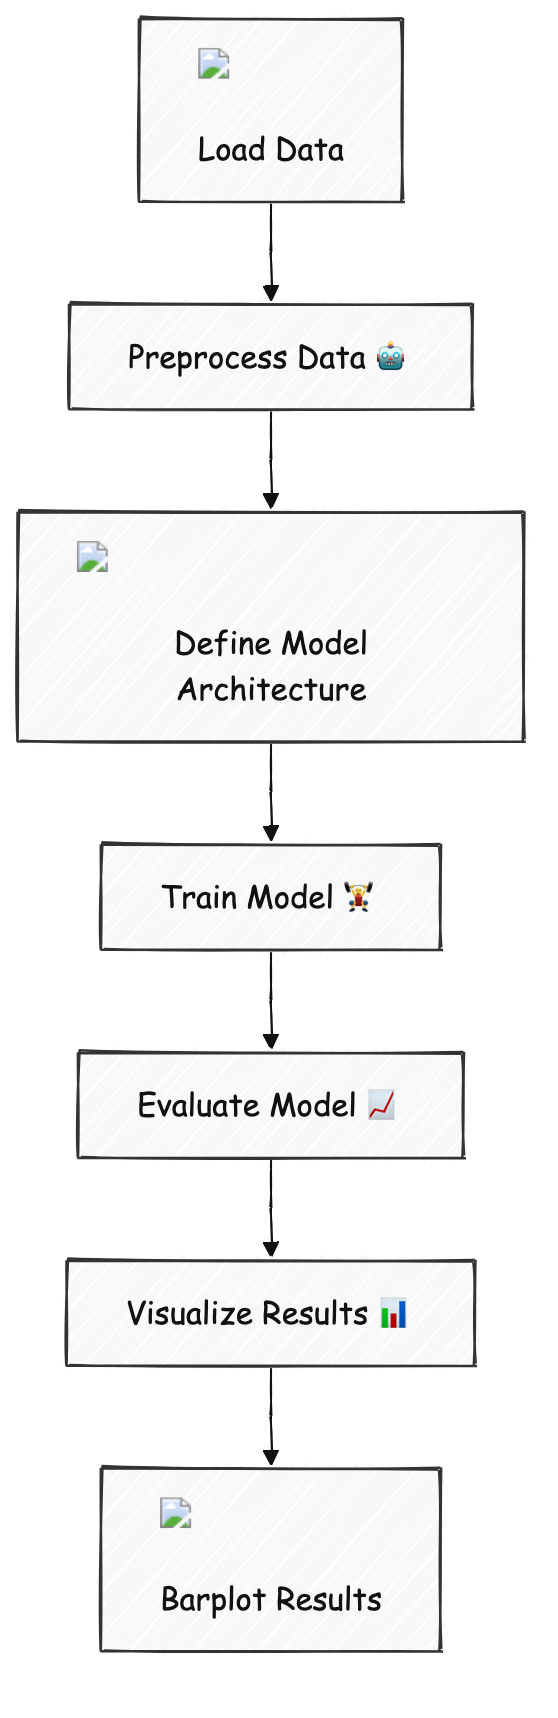 Load Data
Preprocess Data 🤖
Define Model
Architecture
Train Model 🏋️
Evaluate Model 📈
Visualize Results 📊
Barplot Results